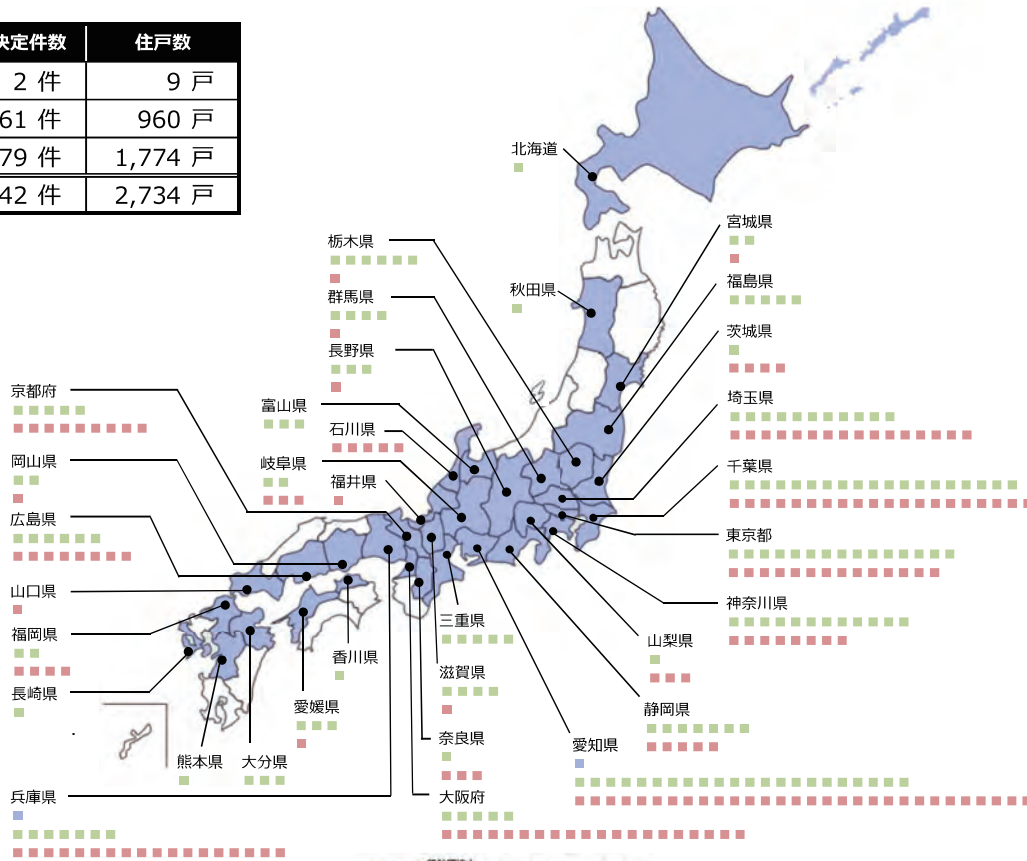 決定件数 住戸数
2 件 9 戸
61 件 960 戸
79 件 1,774 戸
42 件 2,734 戸
北海道
宮城県
栃木県
福島県
秋田県
群馬県
茨城県
長野県
京都府
埼玉県
富山県
石川県
岡山県
岐阜県
千葉県
福井県
広島県
東京都
山口県
神奈川県
三重県
福岡県
山梨県
香川県
滋賀県
長崎県
愛媛県
静岡県
奈良県
愛知県
熊本県 大分県
兵庫県
大阪府